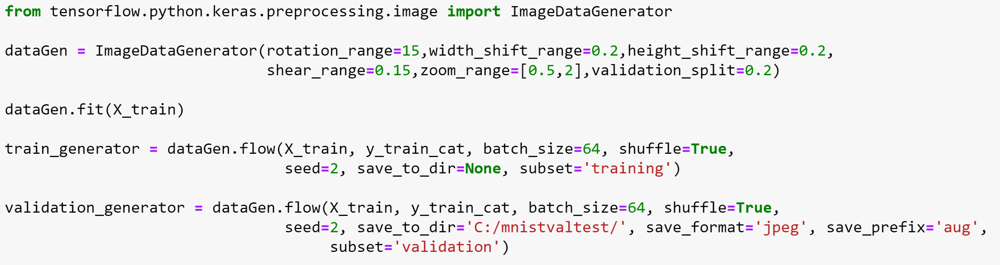 from tensorflow.python.keras.preprocessing.image import ImageDataGenerator
dataGen = ImageDataGenerator(rotation_range=15,width_shift_range=0.2,height_shift_range=0.2,
shear_range=0.15,zoom_range=[0.5,2],validation_split=0.2)
dataGen.fit(X_train)
train_generator = dataGen.flow(X_train, y_train_cat, batch_size=64, shuffle=True,
seed=2, save_to_dir=None, subset='training')
validation_generator = dataGen.flow(X_train, y_train_cat, batch_size=64, shuffle=True,
seed=2, save_to_dir='C:/mnistvaltest/', save_format='jpeg', save_prefix='aug',
subset='validation')